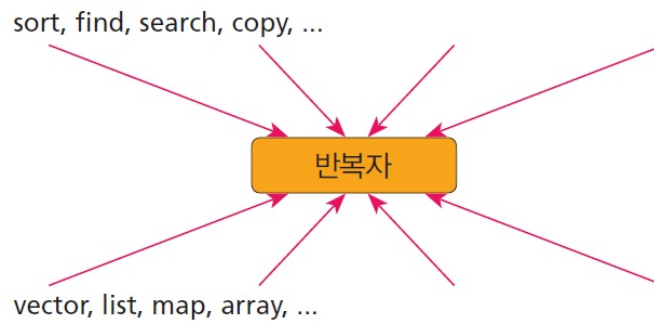 sort, find, search, copy, ...
반복자
vector, list, map, array, ...